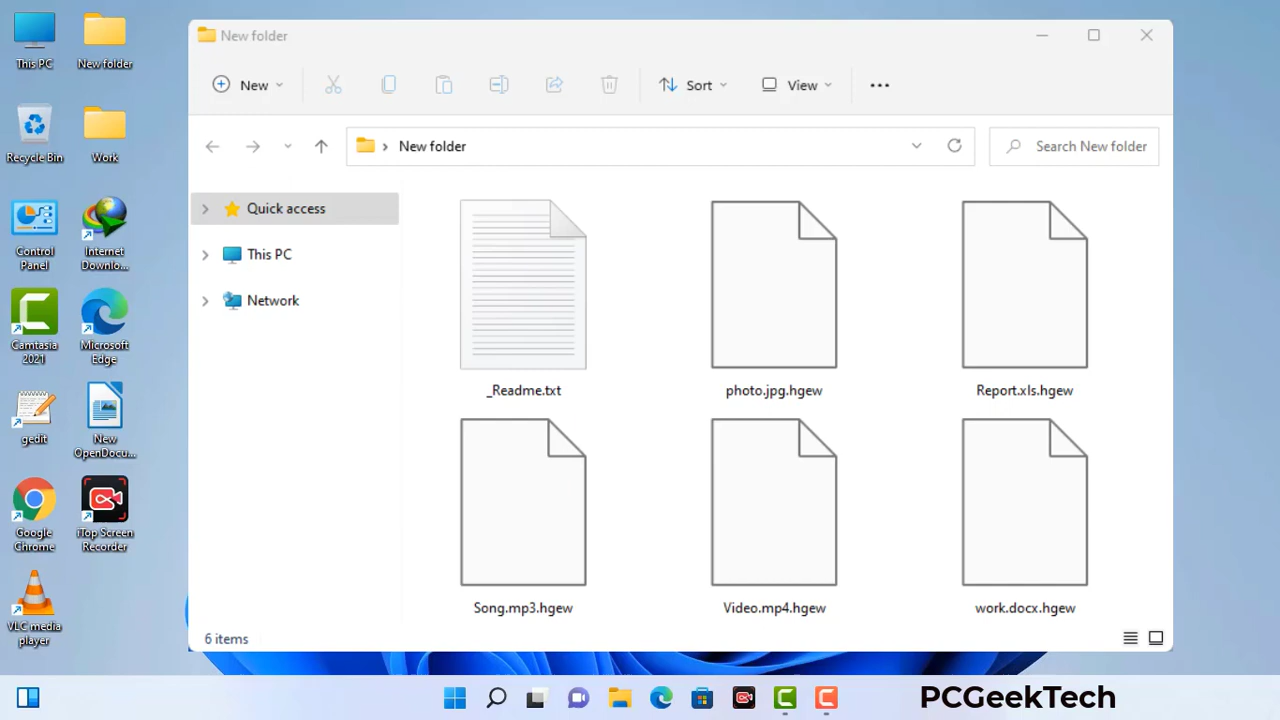 This PC
New folder
Recycle Bin
Work
Control
Panel
Internet
Downlo...
Camtasia
2021
Microsoft
Edge
gedit
New
OpenDocu...
Google
Chrome
iTop Screen
Recorder
VLC media
player
New folder
New
Sort
View
New folder
Search New folder
Quick access
This PC
Network
_Readme.txt
photo.jpg.hgew
Report.xls.hgew
Song.mp3.hgew
Video.mp4.hgew
work.docx.hgew
6 items
PCGeekTech